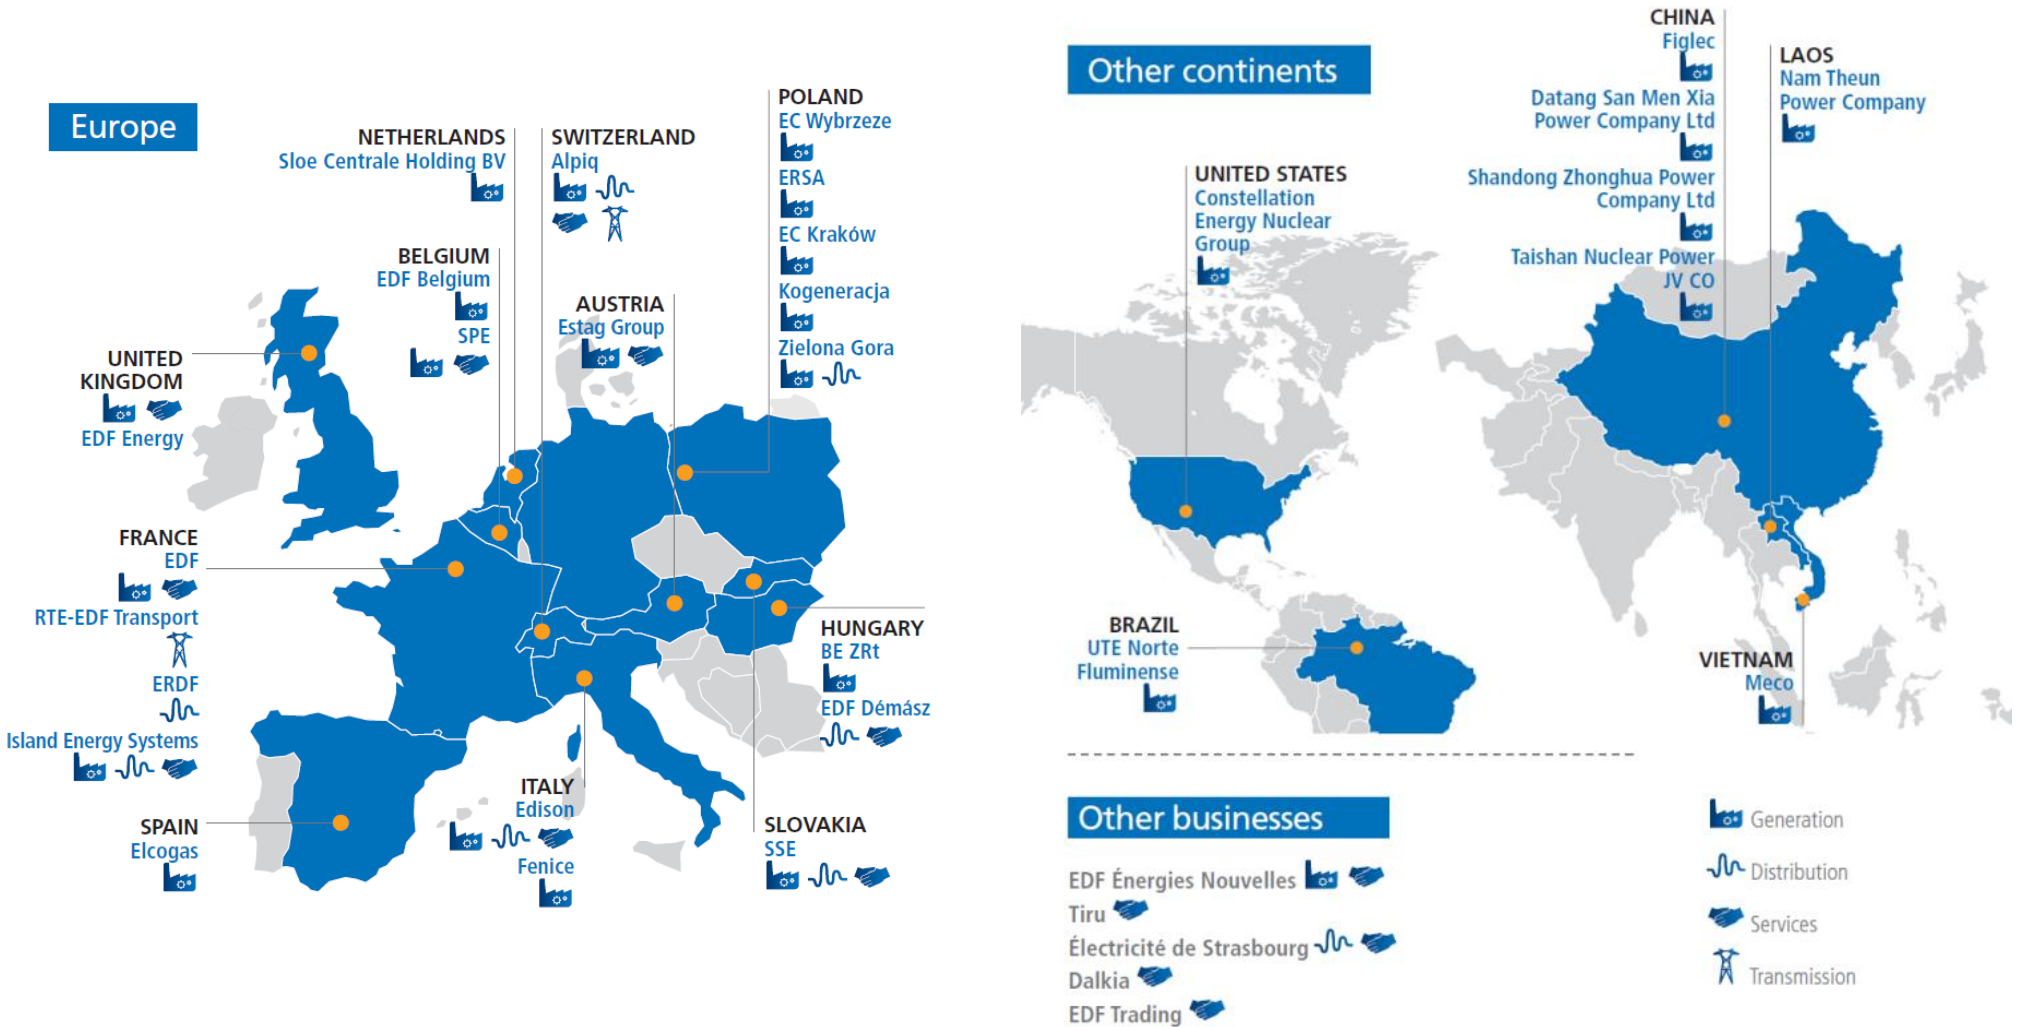 Europe
NETHERLANDS
Sloe Centrale Holding BV
SWITZERLAND
Alpiq
POLAND
EC Wybrzeze
ERSA
EC Kraków
Kogeneracja
Zielona Gora
BELGIUM
EDF Belgium
SPE
AUSTRIA
Estag Group
UNITED
KINGDOM
EDF Energy
FRANCE
EDF
RTE-EDF Transport
ERDF
Island Energy Systems
SPAIN
Elcogas
ITALY
Edison
Fenice
HUNGARY
BE ZRt
EDF Démász
SLOVAKIA
SSE
Other continents
UNITED STATES
Constellation
Energy Nuclear
Group
CHINA
Figlec
Datang San Men Xia
Power Company Ltd
Shandong Zhonghua Power
Company Ltd
Taishan Nuclear Power
JV CO
LAOS
Nam Theun
Power Company
BRAZIL
UTE Norte
Fluminense
VIETNAM
Meco
Other businesses
EDF Énergies Nouvelles
Tiru
Électricité de Strasbourg
Dalkia
EDF Trading
Generation
Distribution
Services
Transmission